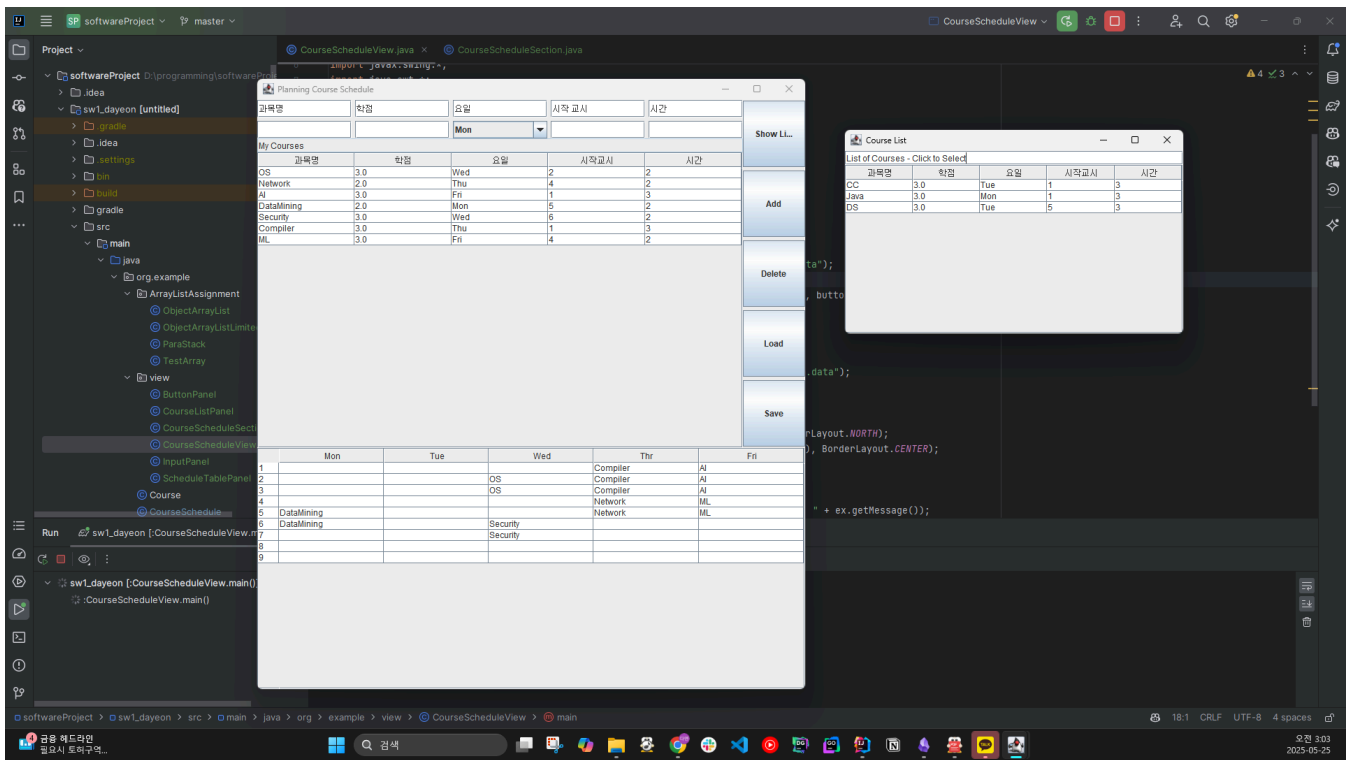 SP softwareProject master CourseScheduleView
Project
CourseScheduleView.java CourseScheduleSection.java
softwareProject D:\programming\softwarePro
.idea
sw1_dayeon [untitled]
.gradle
.idea
.settings
bin
build
gradle
src
main
java
org.example
ArrayListAssignment
ObjectArrayList
ObjectArrayListLimite
ParaStack
TestArray
view
ButtonPanel
CourseListPanel
CourseScheduleSecti
CourseScheduleView
InputPanel
ScheduleTablePanel
Course
CourseSchedule
import javax.swing.*;
4 3
ta");
, butto
.data");
rLayout.NORTH);
), BorderLayout.CENTER);
" + ex.getMessage());
Planning Course Schedule
과목명 학점 요일 시작 교시 시간
Mon
My Courses
과목명 학점 요일 시작교시 시간
OS 3.0 Wed 2 2
Network 2.0 Thu 4 2
AI 3.0 Fri 1 3
DataMining 2.0 Mon 5 2
Security 3.0 Wed 6 2
Compiler 3.0 Thu 1 3
ML 3.0 Fri 4 2
Show Li...
Add
Delete
Load
Save
Mon Tue Wed Thr Fri
1 Compiler AI
2 OS Compiler AI
3 OS Compiler AI
4 Network ML
5 DataMining Network ML
6 DataMining Security
7 Security
8
9
Course List
List of Courses - Click to Select
과목명 학점 요일 시작교시 시간
CC 3.0 Tue 1 3
Java 3.0 Mon 1 3
DS 3.0 Tue 5 3
Run sw1_dayeon [:CourseScheduleView.m
sw1_dayeon [:CourseScheduleView.main()]
:CourseScheduleView.main()
softwareProject > sw1_dayeon > src > main > java > org > example > view > CourseScheduleView > main
18:1 CRLF UTF-8 4 spaces
4
금융 헤드라인
필요시 토허구역...
검색
오전 3:03
2025-05-25